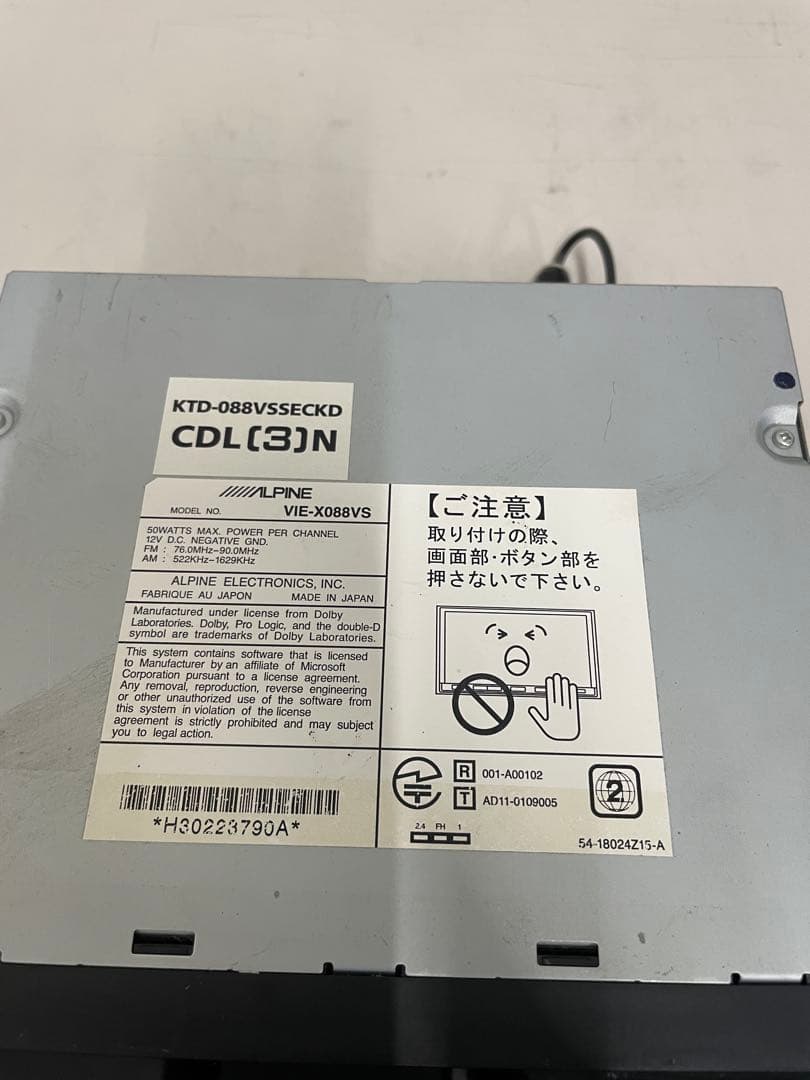 KTD-088VSSECKD
CDL(3)N
ALPINE
MODEL NO. VIE-X088VS
50WATTS MAX. POWER PER CHANNEL
12V D.C. NEGATIVE GND.
FM : 76.0MHz–90.0MHz
AM : 522KHz–1629KHz
ALPINE ELECTRONICS, INC.
FABRIQUE AU JAPON MADE IN JAPAN
Manufactured under license from Dolby
Laboratories. Dolby, Pro Logic, and the double-D
symbol are trademarks of Dolby Laboratories.
This system contains software that is licensed
to Manufacturer by an affiliate of Microsoft
Corporation pursuant to a license agreement.
Any removal, reproduction, reverse engineering
or other unauthorized use of the software from
this system in violation of the license
agreement is strictly prohibited and may subject
you to legal action.
*H30223790A*
【ご注意】
取り付けの際、
画面部・ボタン部を
押さないで下さい。
R 001-A00102
T AD11-0109005
2
2.4 FH 1
54-18024Z15-A